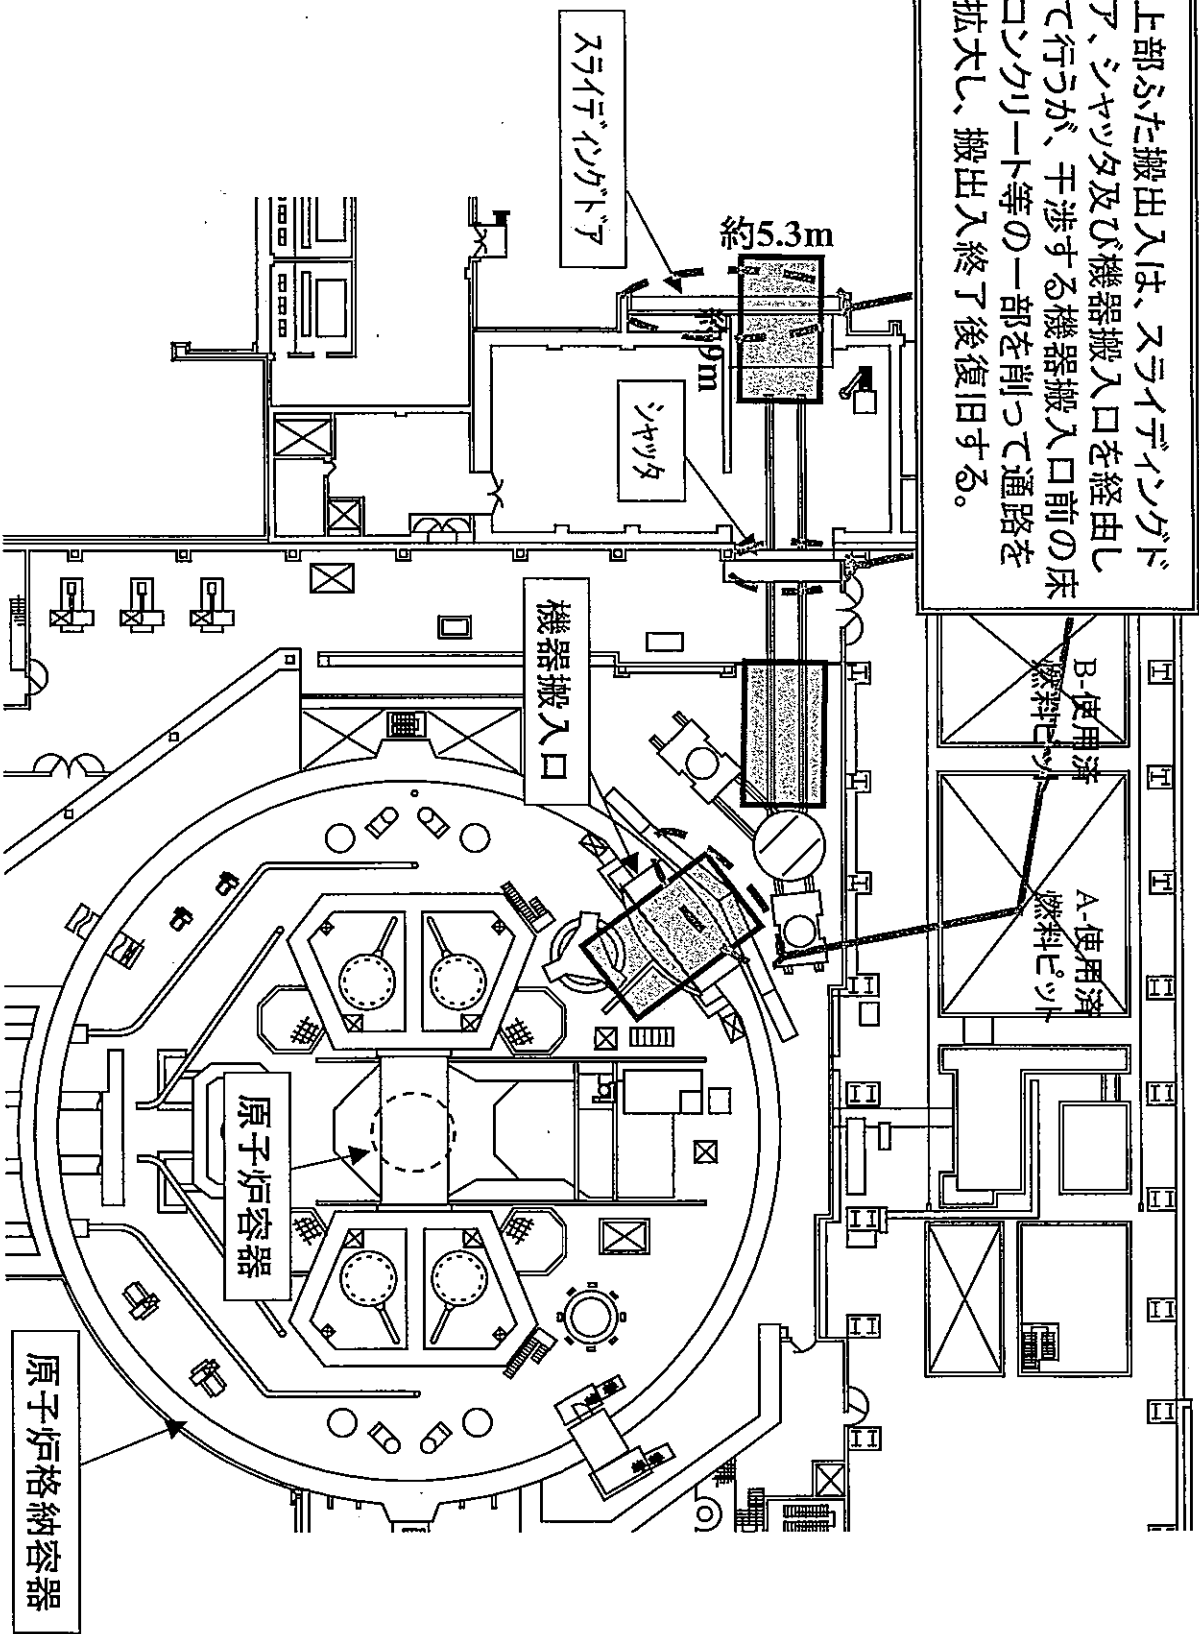 上部ふた搬出入は、スライディングド
ア、シャッタ及び機器搬入口を経由し
て行うが、干渉する機器搬入口前の床
コンクリート等の一部を削って通路を
拡大し、搬出入終了後復旧する。
スライディングドア
約5.3m
シャッタ
機器搬入口
B-使用済
燃料ピット
A-使用済
燃料ピット
原子炉容器
原子炉格納容器